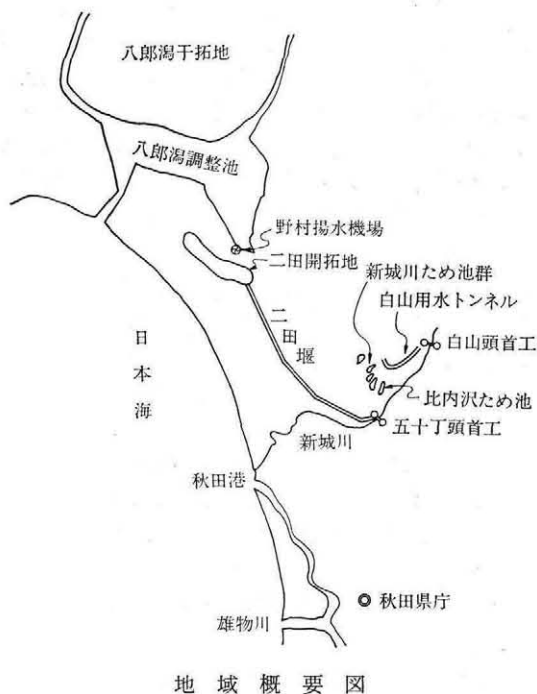 八郎潟干拓地
八郎潟調整池
野村揚水機場
二田開拓地
新城川ため池群
白山用水トンネル
二田堰
白山頭首工
日本海
比内沢ため池
五十丁頭首工
新城川
秋田港
秋田県庁
雄物川
地域概要図